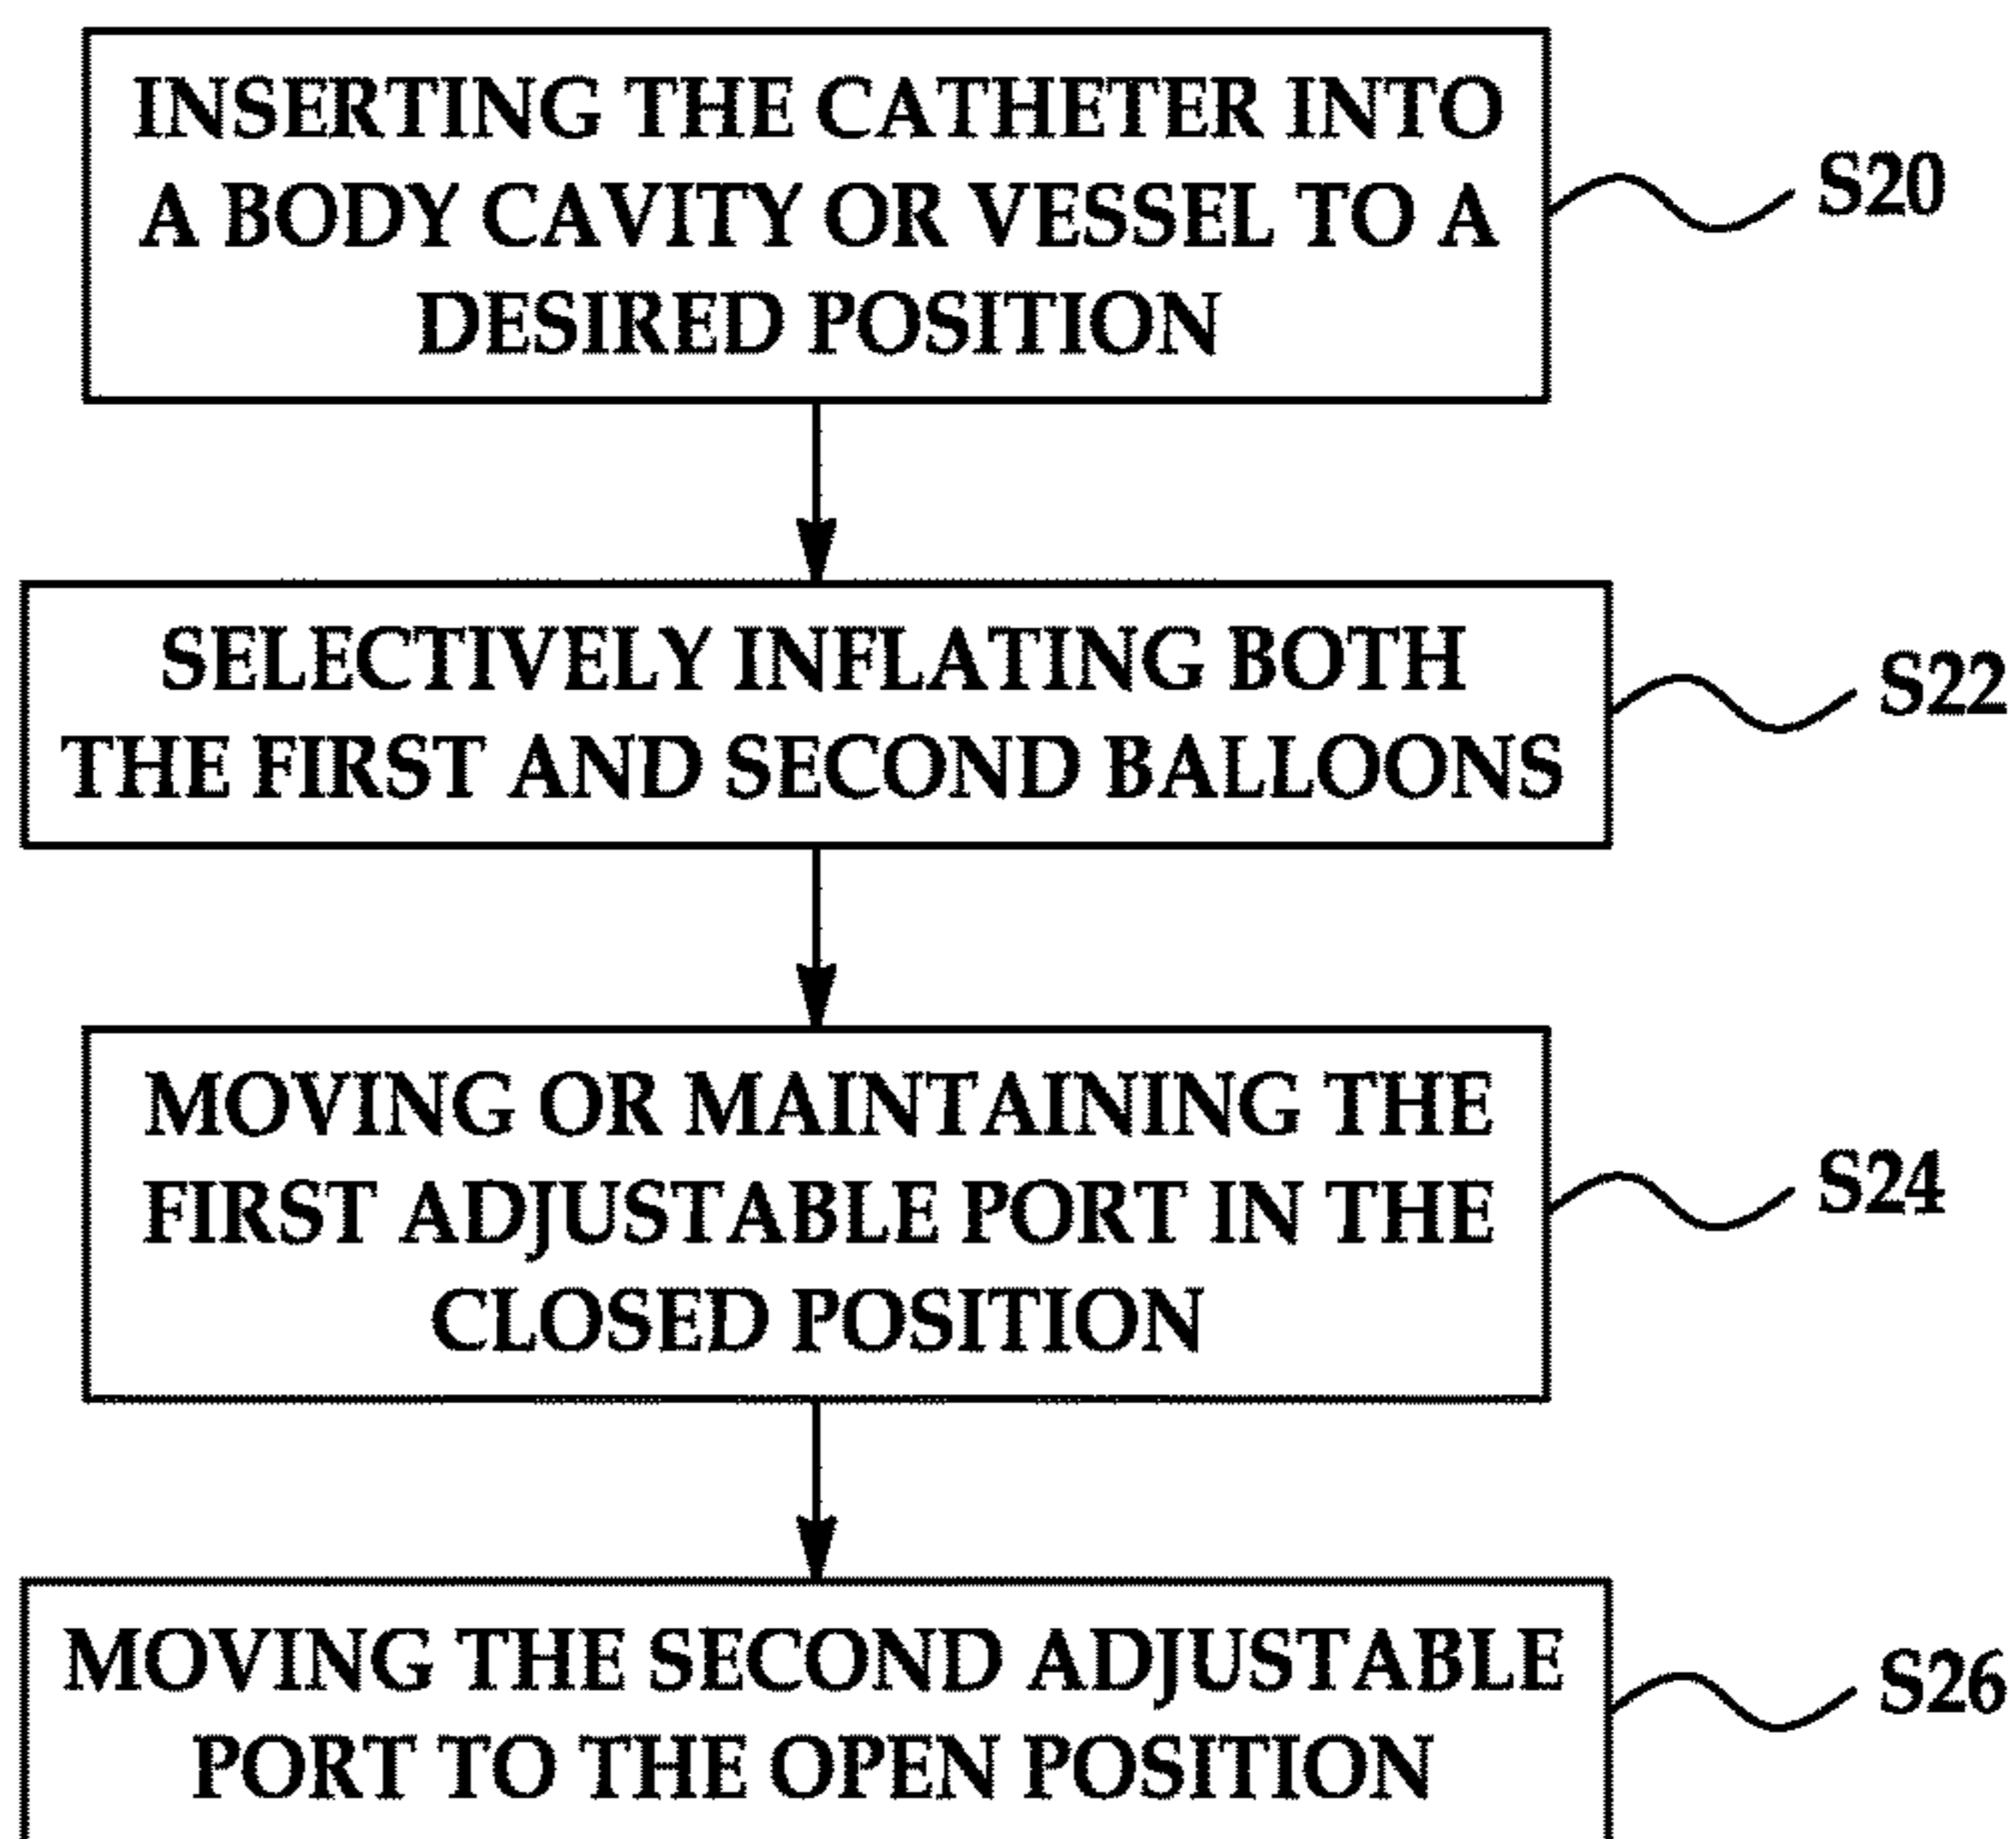 INSERTING THE CATHETER INTO
A BODY CAVITY OR VESSEL TO A
DESIRED POSITION
S20
SELECTIVELY INFLATING BOTH
THE FIRST AND SECOND BALLOONS
S22
MOVING OR MAINTAINING THE
FIRST ADJUSTABLE PORT IN THE
CLOSED POSITION
S24
MOVING THE SECOND ADJUSTABLE
PORT TO THE OPEN POSITION
S26